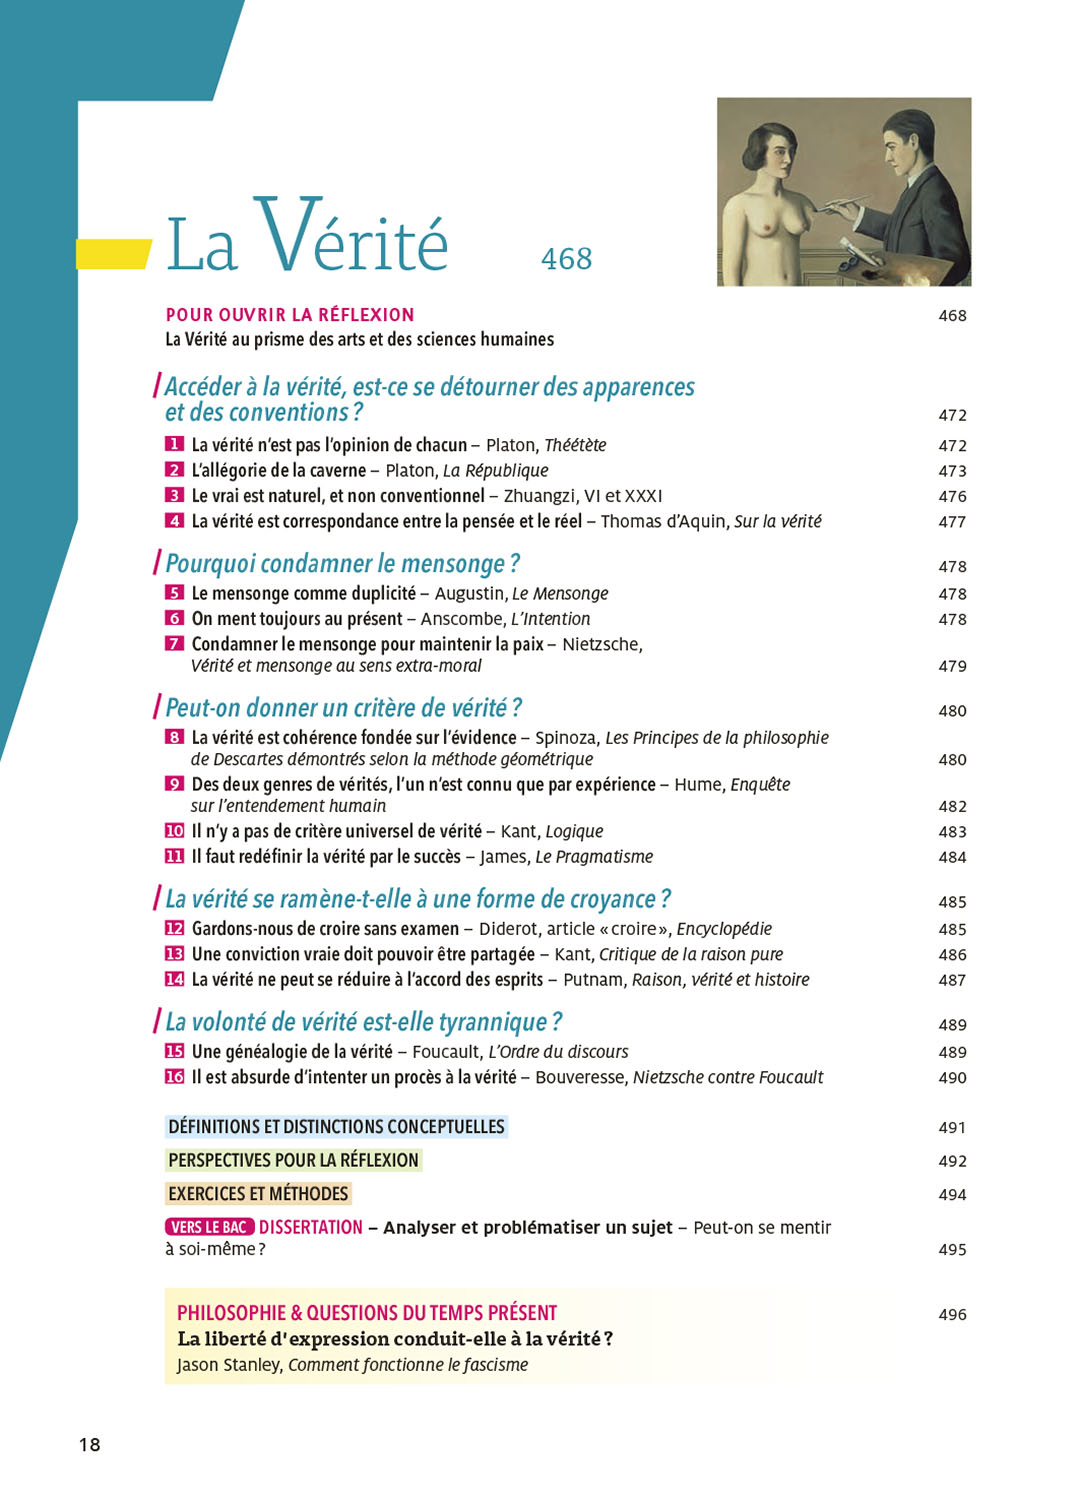 La Vérité 468
POUR OUVRIR LA RÉFLEXION 468
La Vérité au prisme des arts et des sciences humaines
Accéder à la vérité, est-ce se détourner des apparences
et des conventions ? 472
1 La vérité n’est pas l’opinion de chacun – Platon, Théétète 472
2 L’allégorie de la caverne – Platon, La République 473
3 Le vrai est naturel, et non conventionnel – Zhuangzi, VI et XXXI 476
4 La vérité est correspondance entre la pensée et le réel – Thomas d’Aquin, Sur la vérité 477
Pourquoi condamner le mensonge ? 478
5 Le mensonge comme duplicité – Augustin, Le Mensonge 478
6 On ment toujours au présent – Anscombe, L’Intention 478
7 Condamner le mensonge pour maintenir la paix – Nietzsche,
Vérité et mensonge au sens extra-moral 479
Peut-on donner un critère de vérité ? 480
8 La vérité est cohérence fondée sur l’évidence – Spinoza, Les Principes de la philosophie
de Descartes démontrés selon la méthode géométrique 480
9 Des deux genres de vérités, l’un n’est connu que par expérience – Hume, Enquête
sur l’entendement humain 482
10 Il n’y a pas de critère universel de vérité – Kant, Logique 483
11 Il faut redéfinir la vérité par le succès – James, Le Pragmatisme 484
La vérité se ramène-t-elle à une forme de croyance ? 485
12 Gardons-nous de croire sans examen – Diderot, article « croire », Encyclopédie 485
13 Une conviction vraie doit pouvoir être partagée – Kant, Critique de la raison pure 486
14 La vérité ne peut se réduire à l’accord des esprits – Putnam, Raison, vérité et histoire 487
La volonté de vérité est-elle tyrannique ? 489
15 Une généalogie de la vérité – Foucault, L’Ordre du discours 489
16 Il est absurde d’intenter un procès à la vérité – Bouveresse, Nietzsche contre Foucault 490
DÉFINITIONS ET DISTINCTIONS CONCEPTUELLES 491
PERSPECTIVES POUR LA RÉFLEXION 492
EXERCICES ET MÉTHODES 494
VERS LE BAC DISSERTATION – Analyser et problématiser un sujet – Peut-on se mentir
à soi-même ? 495
PHILOSOPHIE & QUESTIONS DU TEMPS PRÉSENT 496
La liberté d'expression conduit-elle à la vérité ?
Jason Stanley, Comment fonctionne le fascisme
18